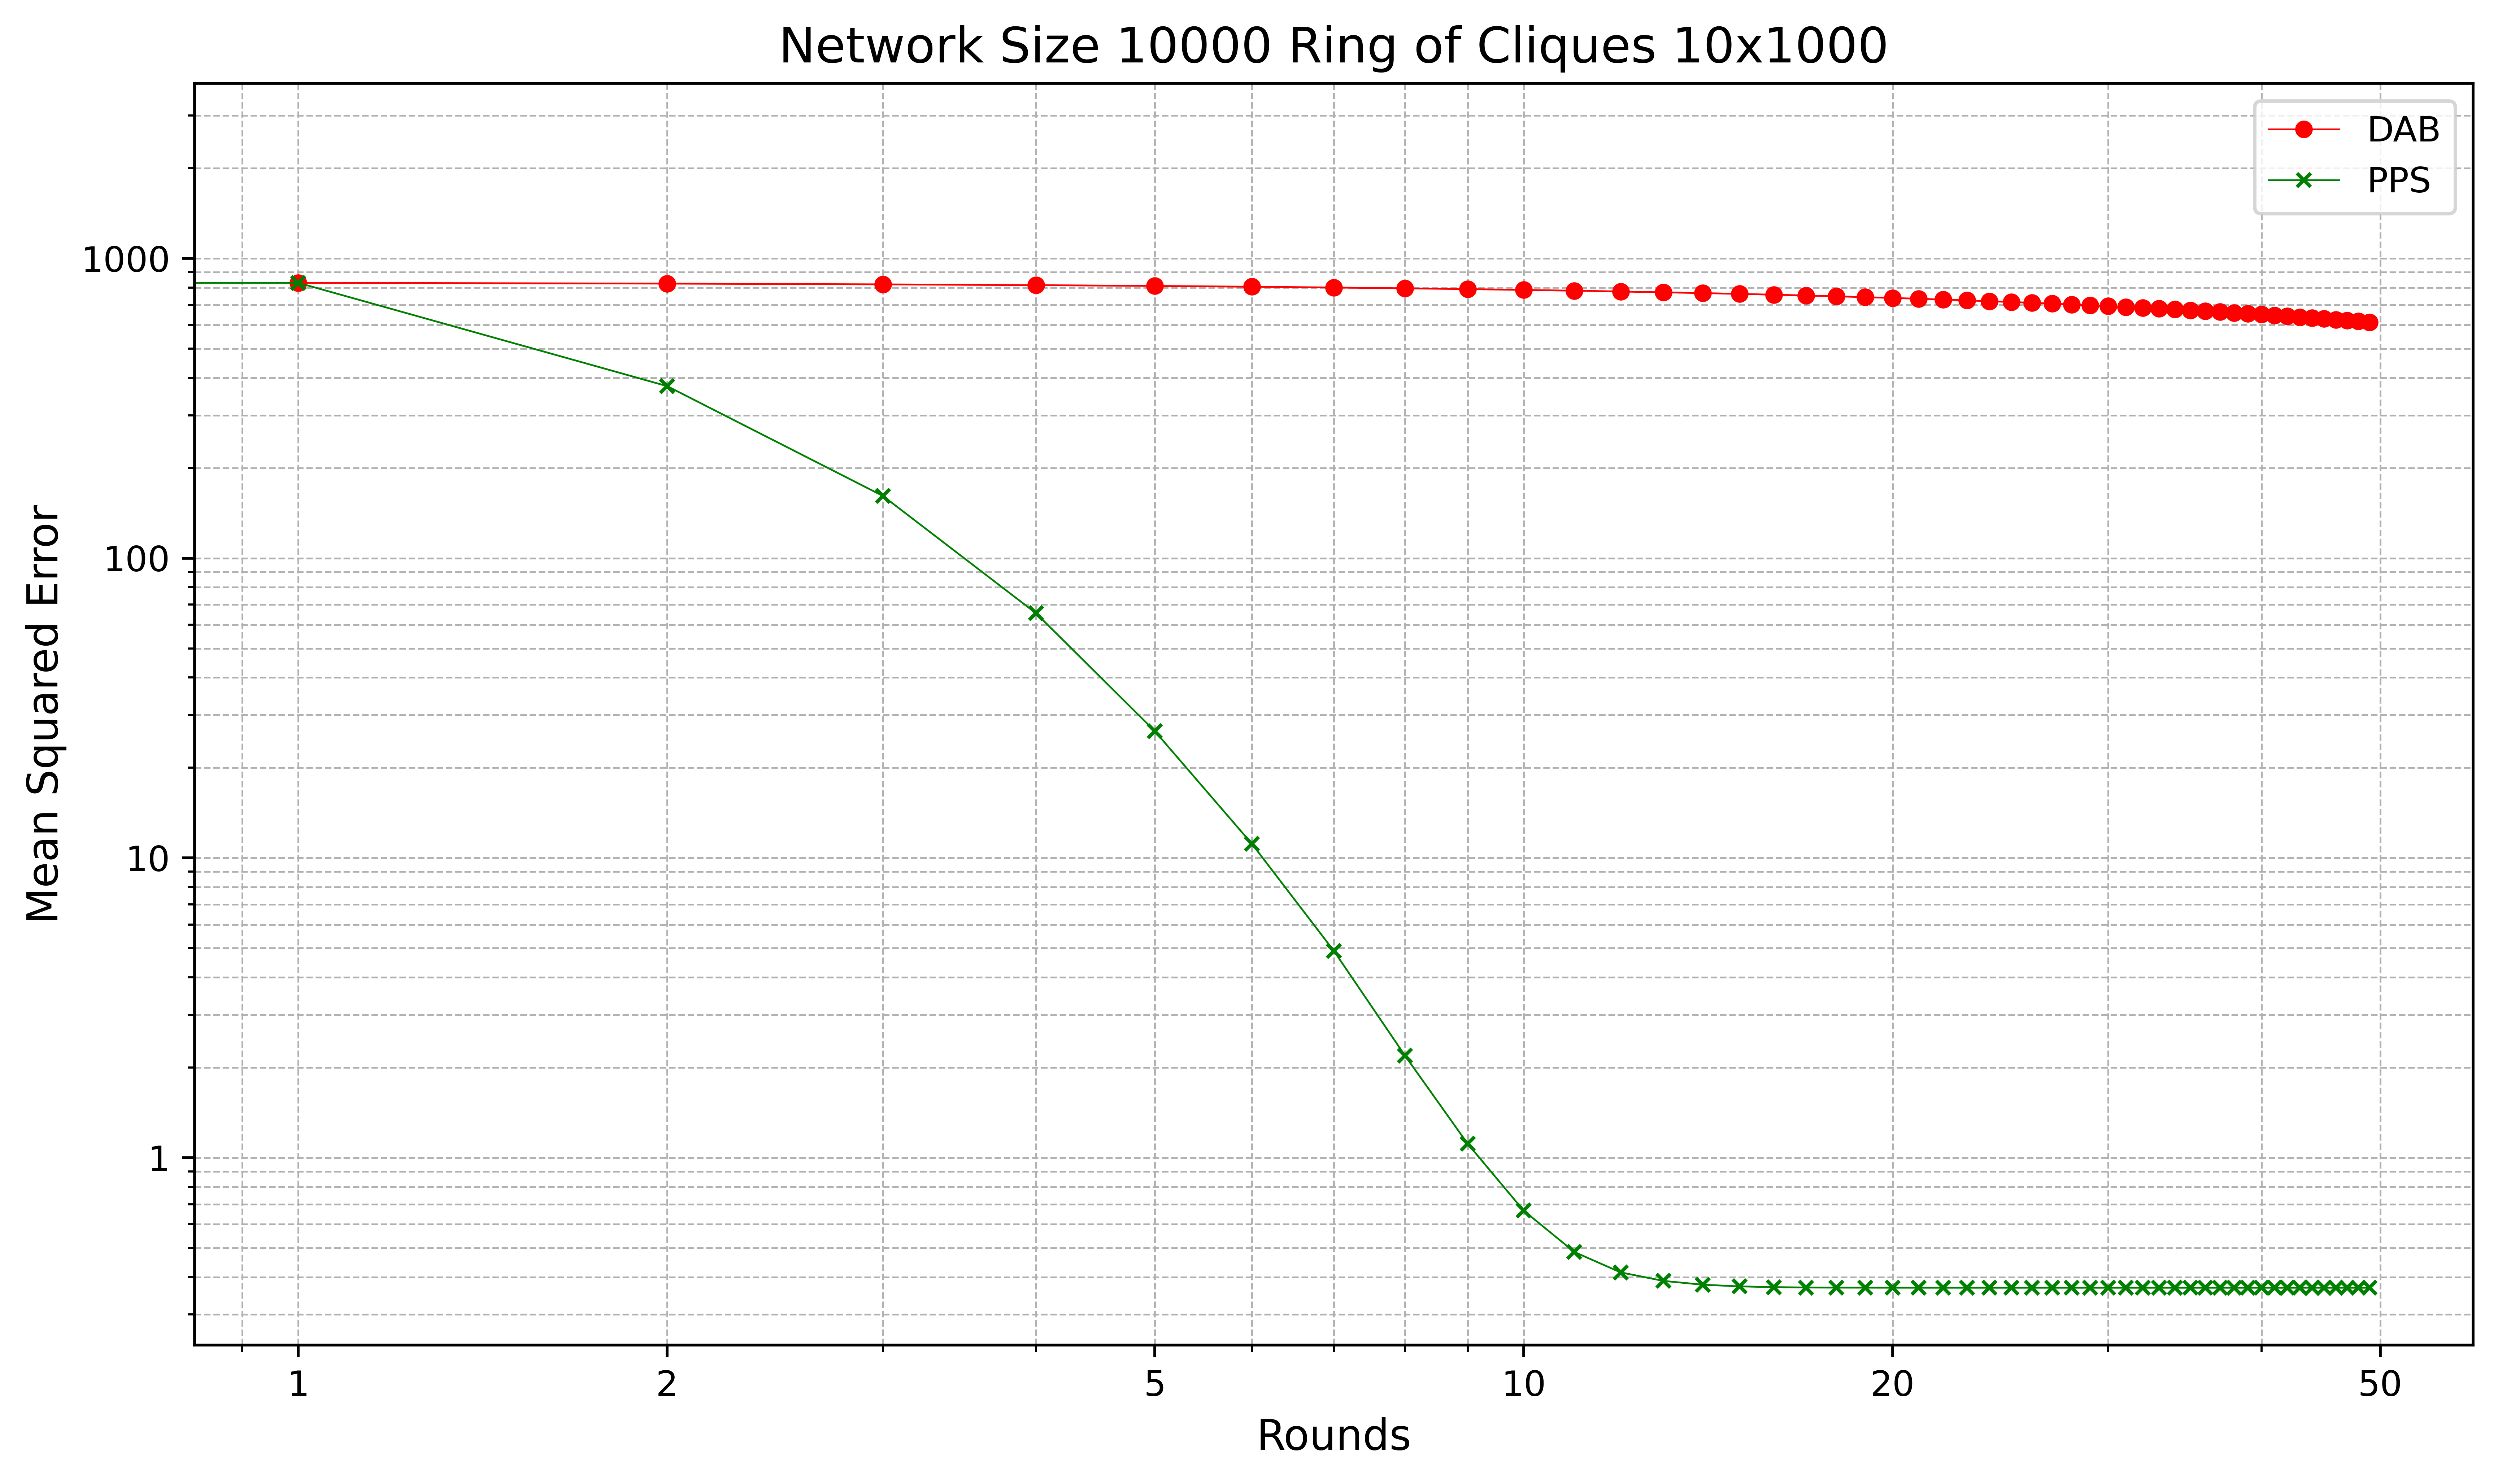 Network Size 10000 Ring of Cliques 10x1000
DAB
PPS
Mean Squared Error
1000
100
10
1
1 2 5 10 20 50
Rounds